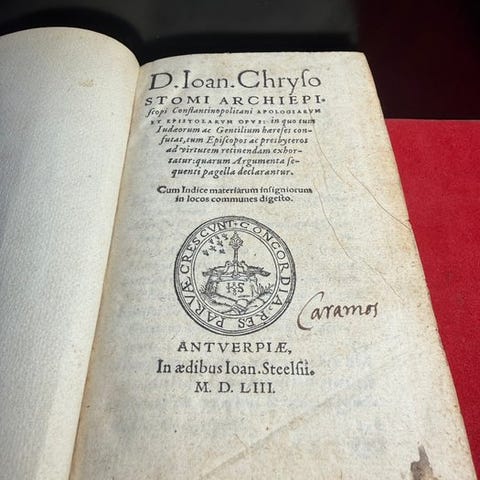 D. Ioan. Chryso
STOMI ARCHIEPI-
scopi Constantinopolitani APOLOGIARVM
ET EPISTOLARVM OPVS: in quo tum
Iudæorum ac Gentilium hæreses con-
futat, tum Episcopos ac presbyteros
ad virtutem retinendam exhor-
tatur: quarum Argumenta se-
quenti pagella declarantur.
Cum Indice materiarum insigniorum
in locos communes digesto.
CONCORDIA RES PARVÆ CRESCVNT
HS
Caramos
ANTVERPIÆ,
In ædibus Ioan. Steelsii.
M. D. LIII.